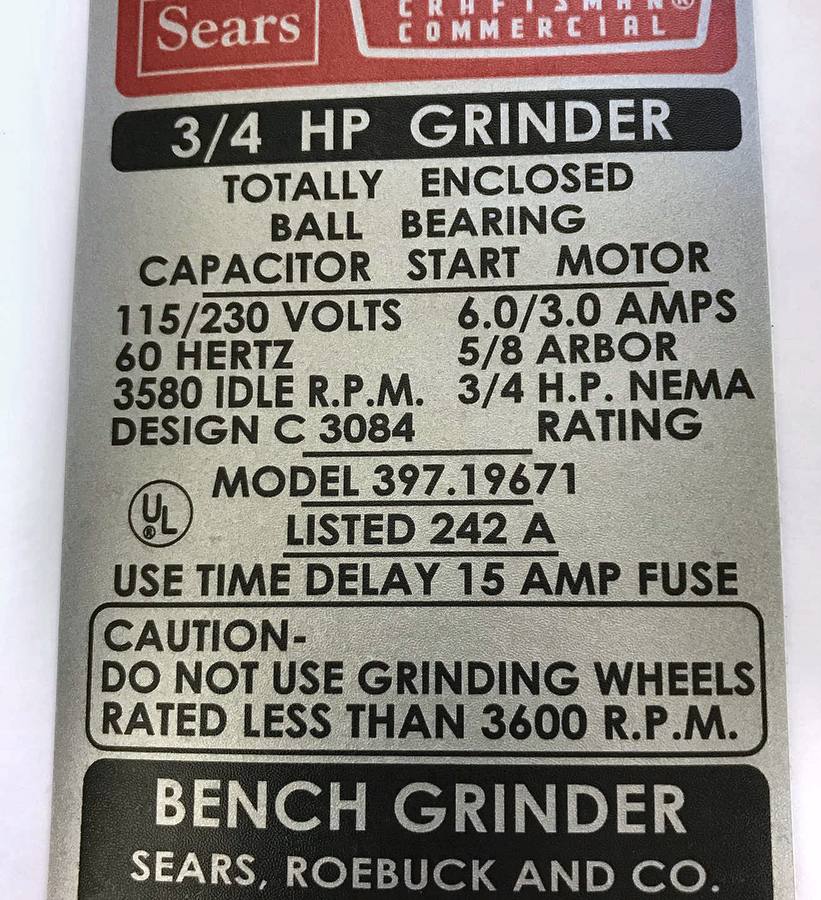 Sears
CRAFTSMAN®
COMMERCIAL
3/4 HP GRINDER
TOTALLY ENCLOSED
BALL BEARING
CAPACITOR START MOTOR
115/230 VOLTS 6.0/3.0 AMPS
60 HERTZ 5/8 ARBOR
3580 IDLE R.P.M. 3/4 H.P. NEMA
DESIGN C 3084 RATING
MODEL 397.19671
UL®
LISTED 242 A
USE TIME DELAY 15 AMP FUSE
CAUTION-
DO NOT USE GRINDING WHEELS
RATED LESS THAN 3600 R.P.M.
BENCH GRINDER
SEARS, ROEBUCK AND CO.